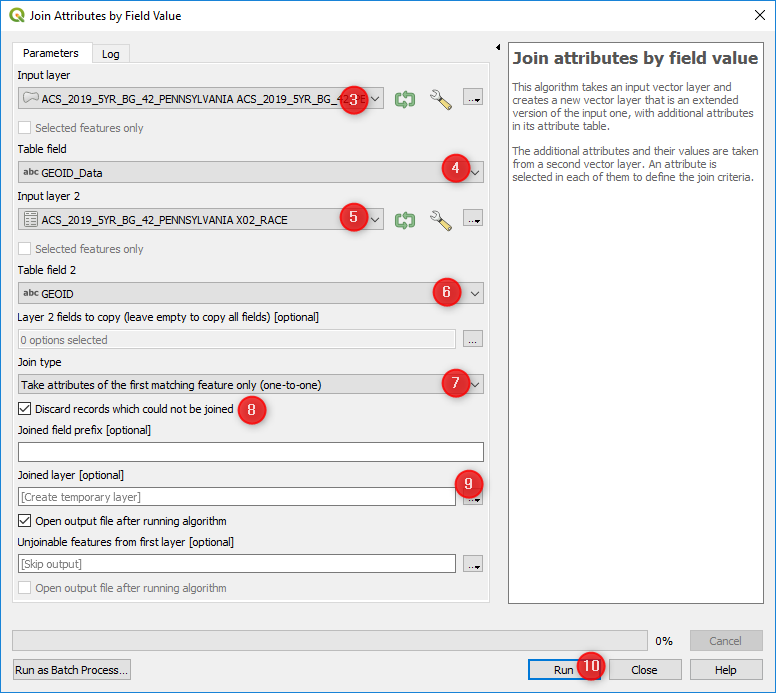 Join Attributes by Field Value
Parameters
Log
Input layer
ACS_2019_5YR_BG_42_PENNSYLVANIA ACS_2019_5YR_BG_42
3
Selected features only
Table field
abc GEOID_Data
4
Input layer 2
ACS_2019_5YR_BG_42_PENNSYLVANIA X02_RACE
5
Selected features only
Table field 2
abc GEOID
6
Layer 2 fields to copy (leave empty to copy all fields) [optional]
0 options selected
...
Join type
Take attributes of the first matching feature only (one-to-one)
7
Discard records which could not be joined
8
Joined field prefix [optional]
Joined layer [optional]
[Create temporary layer]
9
Open output file after running algorithm
Unjoinable features from first layer [optional]
[Skip output]
Open output file after running algorithm
Join attributes by field value
This algorithm takes an input vector layer and
creates a new vector layer that is an extended
version of the input one, with additional attributes
in its attribute table.
The additional attributes and their values are taken
from a second vector layer. An attribute is
selected in each of them to define the join criteria.
0%
Cancel
Run as Batch Process...
Run
10
Close
Help